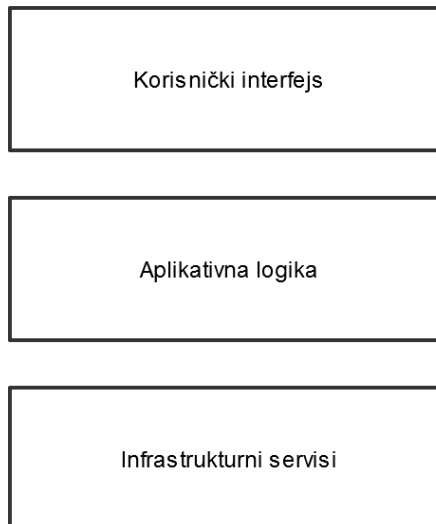 Korisnički interfejs
Aplikativna logika
Infrastrukturni servisi